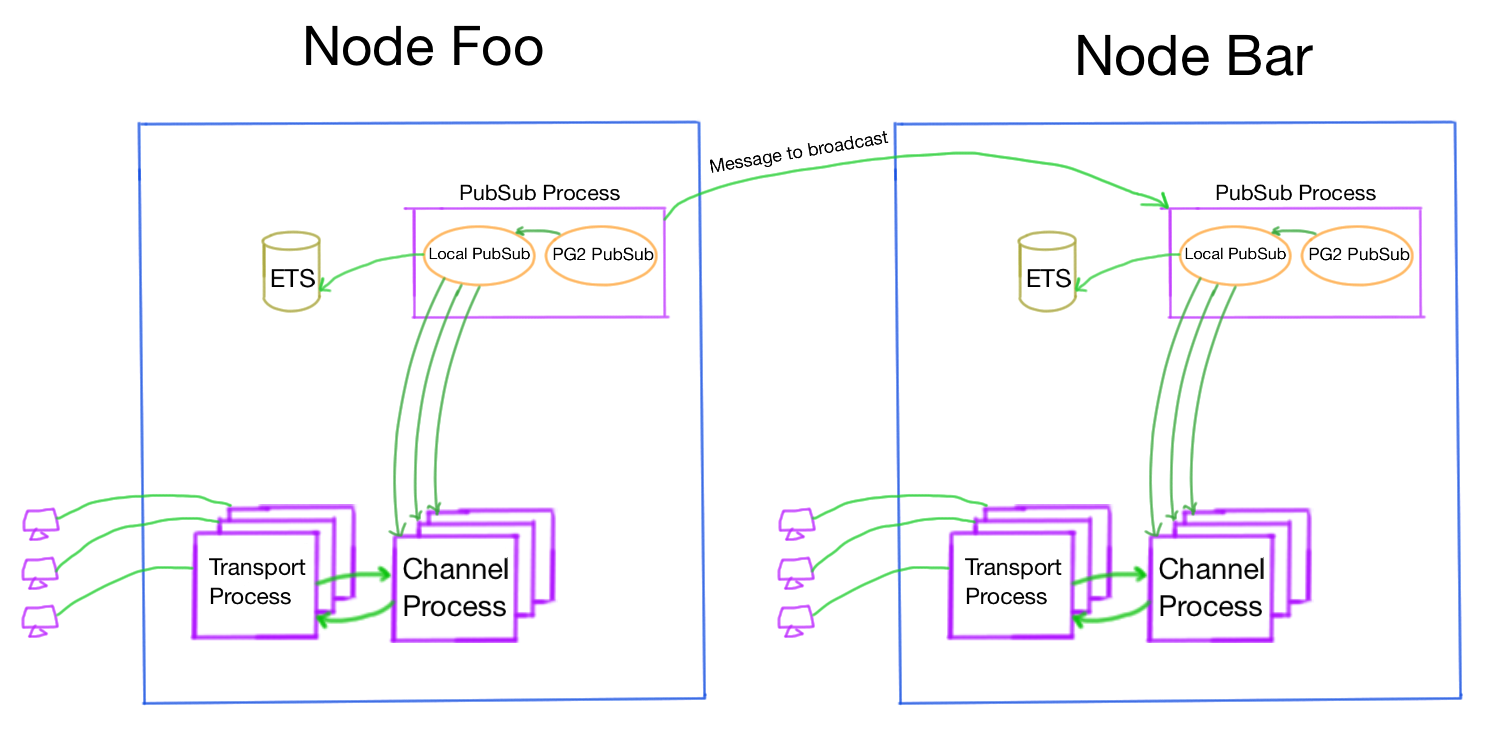 Node Foo
Node Bar
Message to broadcast
PubSub Process
Local PubSub
PG2 PubSub
ETS
Transport
Process
Channel
Process
PubSub Process
Local PubSub
PG2 PubSub
ETS
Transport
Process
Channel
Process